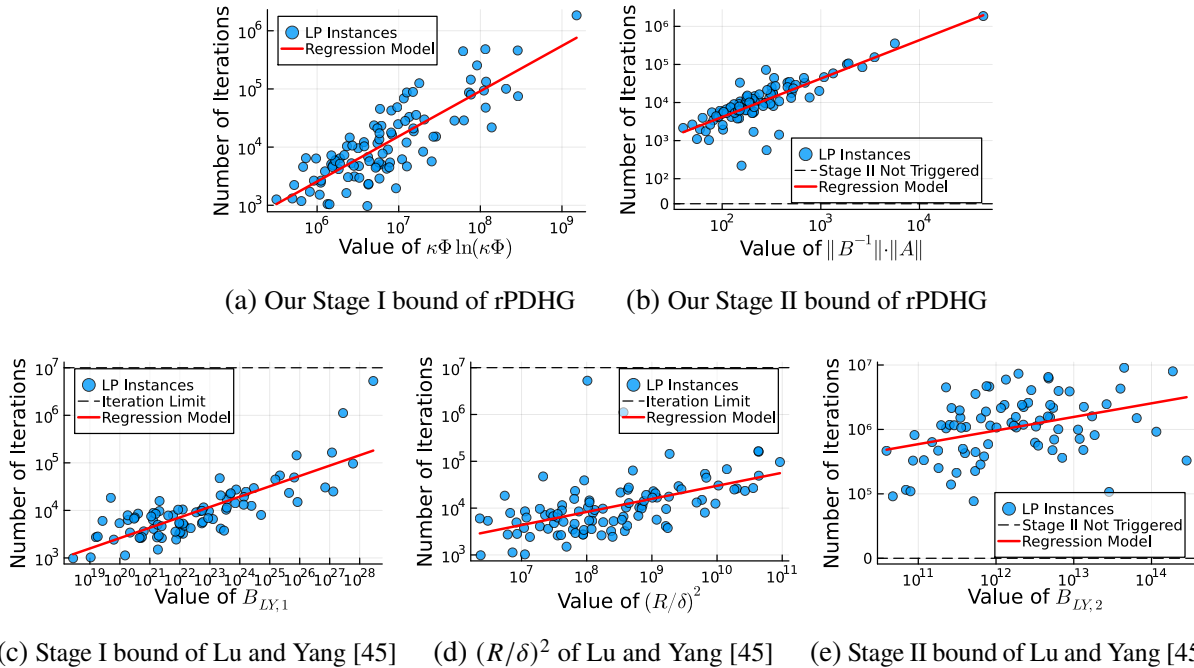 LP Instances
Regression Model
Number of Iterations
10^6
10^5
10^4
10^3
10^6 10^7 10^8 10^9
Value of κΦ ln(κΦ)
(a) Our Stage I bound of rPDHG
Number of Iterations
10^6
10^5
10^4
10^3
10^2
0
LP Instances
Stage II Not Triggered
Regression Model
10^2 10^3 10^4
Value of ‖B^{-1}‖·‖A‖
(b) Our Stage II bound of rPDHG
Number of Iterations
10^7
10^6
10^5
10^4
10^3
LP Instances
Iteration Limit
Regression Model
10^19 10^20 10^21 10^22 10^23 10^24 10^25 10^26 10^27 10^28
Value of B_{LY,1}
(c) Stage I bound of Lu and Yang [45]
Number of Iterations
10^7
10^6
10^5
10^4
10^3
LP Instances
Iteration Limit
Regression Model
10^7 10^8 10^9 10^10 10^11
Value of (R/δ)^2
(d) (R/δ)^2 of Lu and Yang [45]
Number of Iterations
10^7
10^6
10^5
0
LP Instances
Stage II Not Triggered
Regression Model
10^11 10^12 10^13 10^14
Value of B_{LY,2}
(e) Stage II bound of Lu and Yang [45